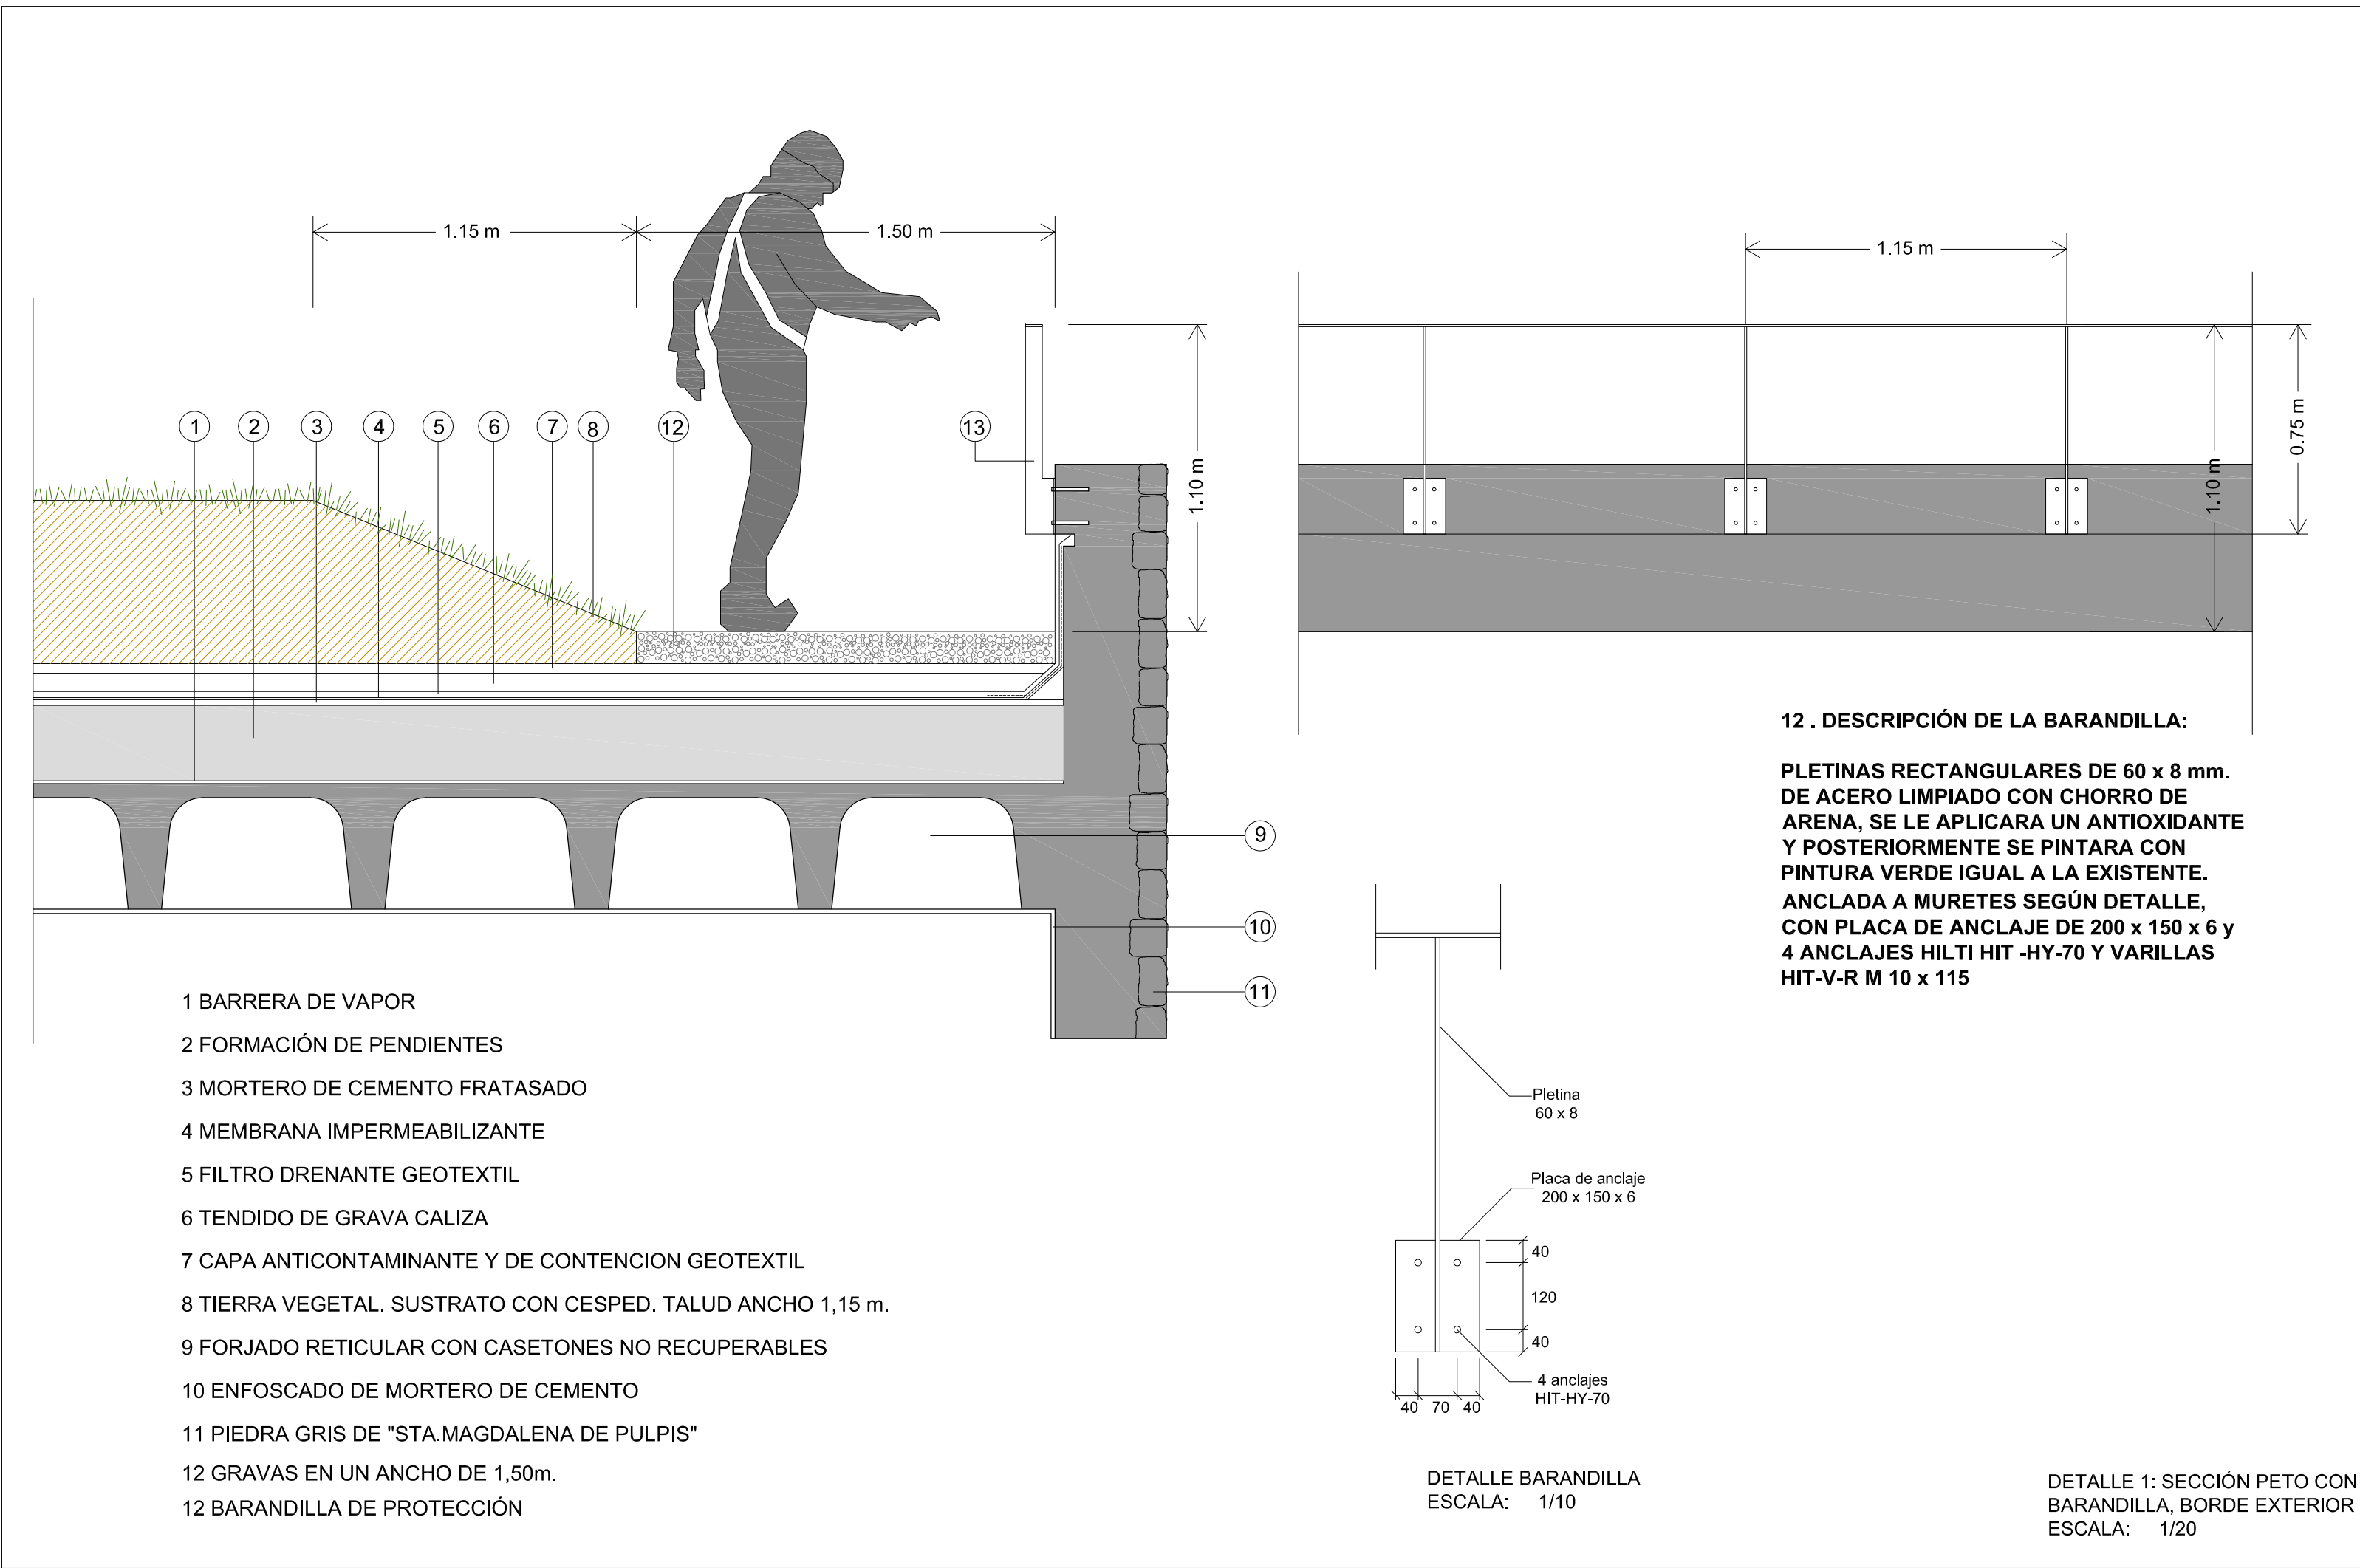 1.15 m
1.50 m
1.15 m
1 2 3 4 5 6 7 8 12 13
1.10 m
1.10 m
0.75 m
9
10
11
12 . DESCRIPCIÓN DE LA BARANDILLA:
PLETINAS RECTANGULARES DE 60 x 8 mm.
DE ACERO LIMPIADO CON CHORRO DE
ARENA, SE LE APLICARA UN ANTIOXIDANTE
Y POSTERIORMENTE SE PINTARA CON
PINTURA VERDE IGUAL A LA EXISTENTE.
ANCLADA A MURETES SEGÚN DETALLE,
CON PLACA DE ANCLAJE DE 200 x 150 x 6 y
4 ANCLAJES HILTI HIT -HY-70 Y VARILLAS
HIT-V-R M 10 x 115
1 BARRERA DE VAPOR
2 FORMACIÓN DE PENDIENTES
3 MORTERO DE CEMENTO FRATASADO
4 MEMBRANA IMPERMEABILIZANTE
5 FILTRO DRENANTE GEOTEXTIL
6 TENDIDO DE GRAVA CALIZA
7 CAPA ANTICONTAMINANTE Y DE CONTENCION GEOTEXTIL
8 TIERRA VEGETAL. SUSTRATO CON CESPED. TALUD ANCHO 1,15 m.
9 FORJADO RETICULAR CON CASETONES NO RECUPERABLES
10 ENFOSCADO DE MORTERO DE CEMENTO
11 PIEDRA GRIS DE "STA.MAGDALENA DE PULPIS"
12 GRAVAS EN UN ANCHO DE 1,50m.
12 BARANDILLA DE PROTECCIÓN
Pletina
60 x 8
Placa de anclaje
200 x 150 x 6
40
120
40
4 anclajes
HIT-HY-70
40 70 40
DETALLE BARANDILLA
ESCALA: 1/10
DETALLE 1: SECCIÓN PETO CON
BARANDILLA, BORDE EXTERIOR
ESCALA: 1/20